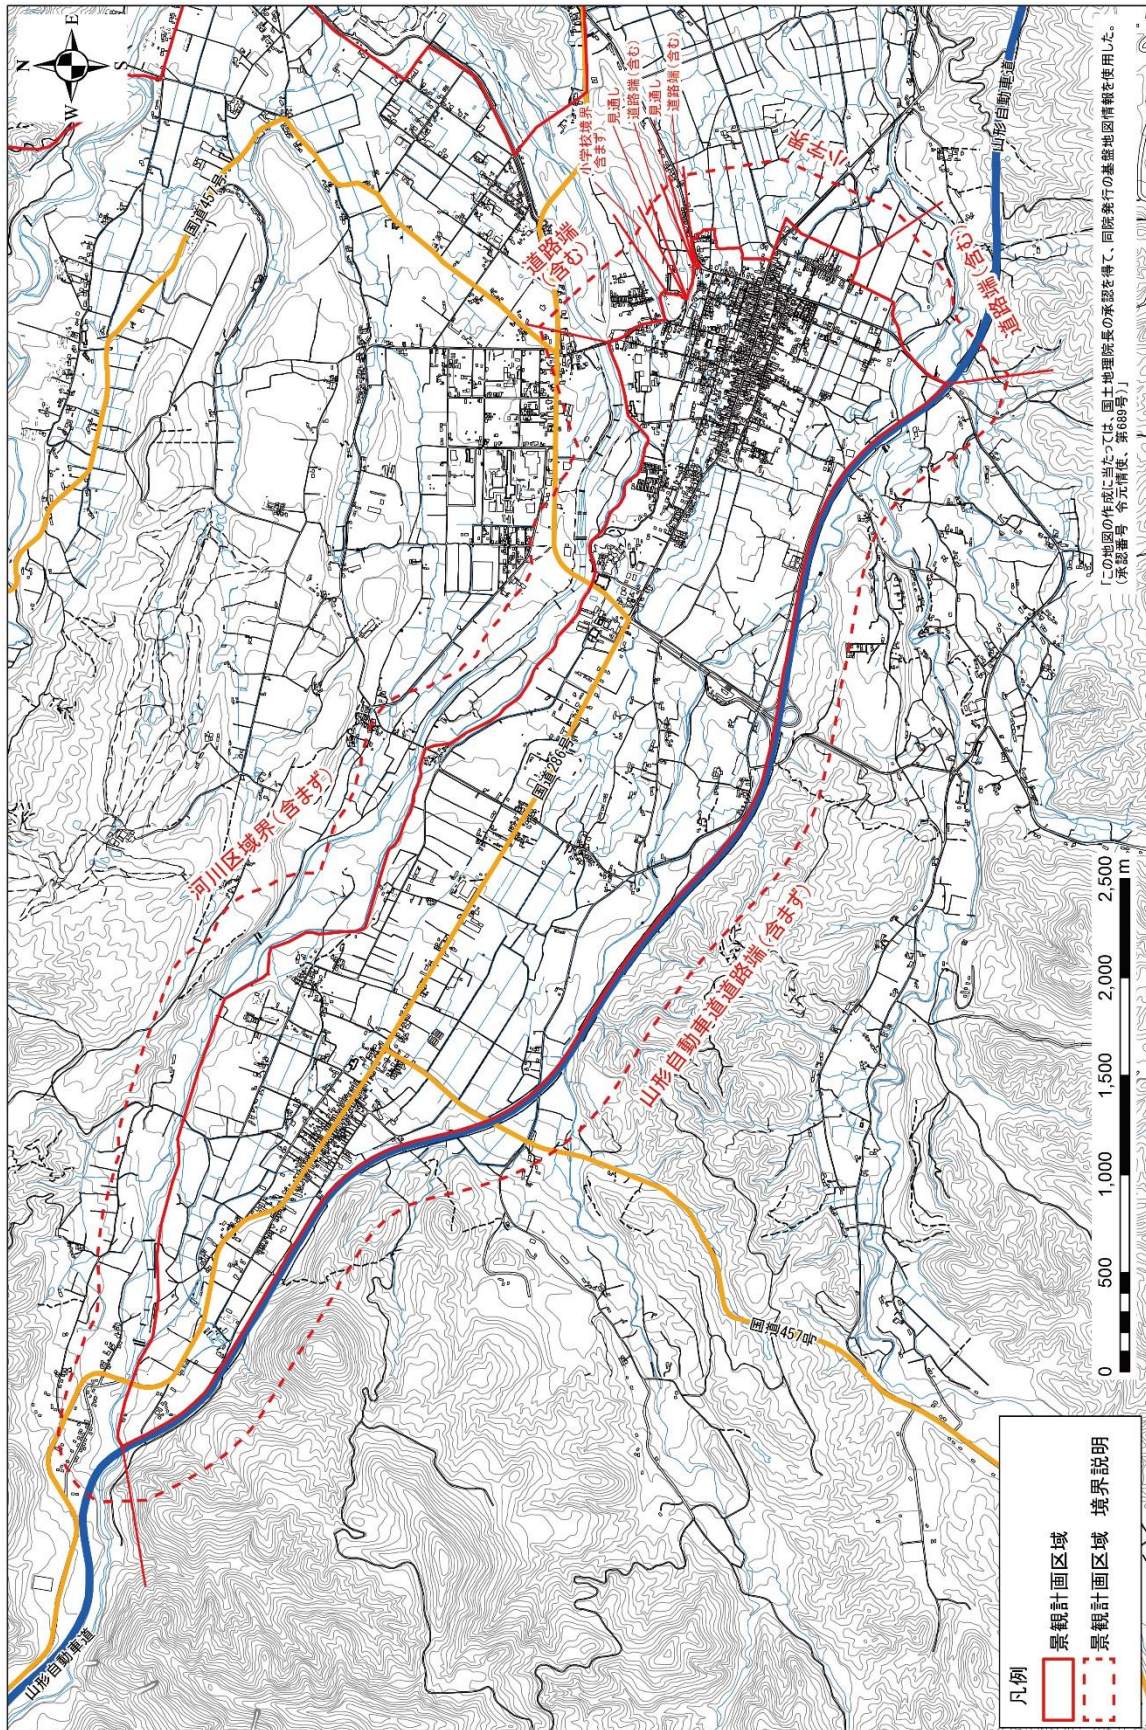 N
W
E
S
国道457号
小学校境界
(含まず)
見通し
道路端(含む)
見通し
道路端(含む)
道路端
(含む)
小字界
山形自動車道
道路端(含む)
河川区域界(含まず)
国道286号
山形自動車道道路端(含まず)
国道457号
山形自動車道
「この地図の作成に当たっては、国土地理院長の承認を得て、同院発行の基盤地図情報を使用した。
(承認番号 令元情使、第689号)」
0 500 1,000 1,500 2,000 2,500
m
凡例
景観計画区域
景観計画区域 境界説明